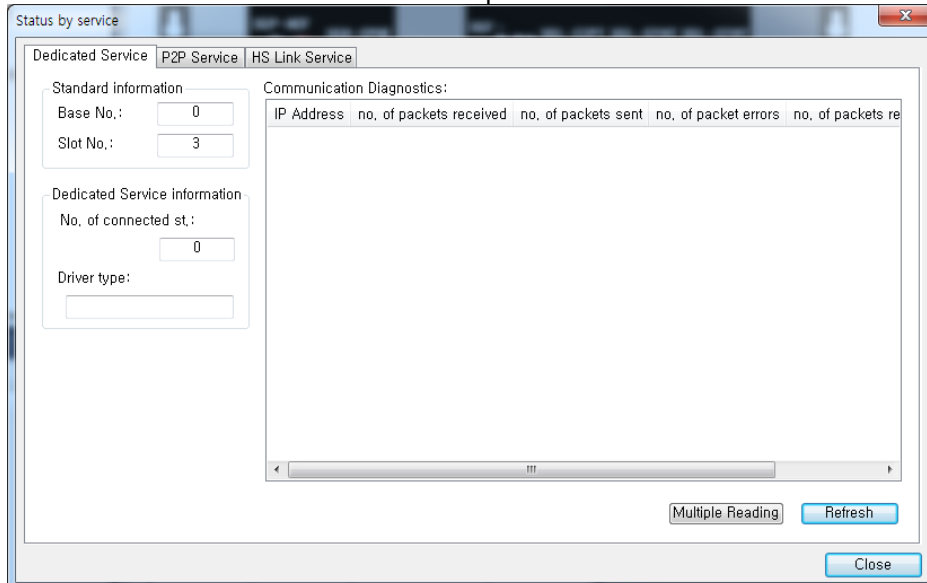 Status by service
Dedicated Service P2P Service HS Link Service
Standard information
Base No.: 0
Slot No.: 3
Dedicated Service information
No. of connected st.:
0
Driver type:
Communication Diagnostics:
IP Address no. of packets received no. of packets sent no. of packet errors no. of packets re
Multiple Reading Refresh
Close